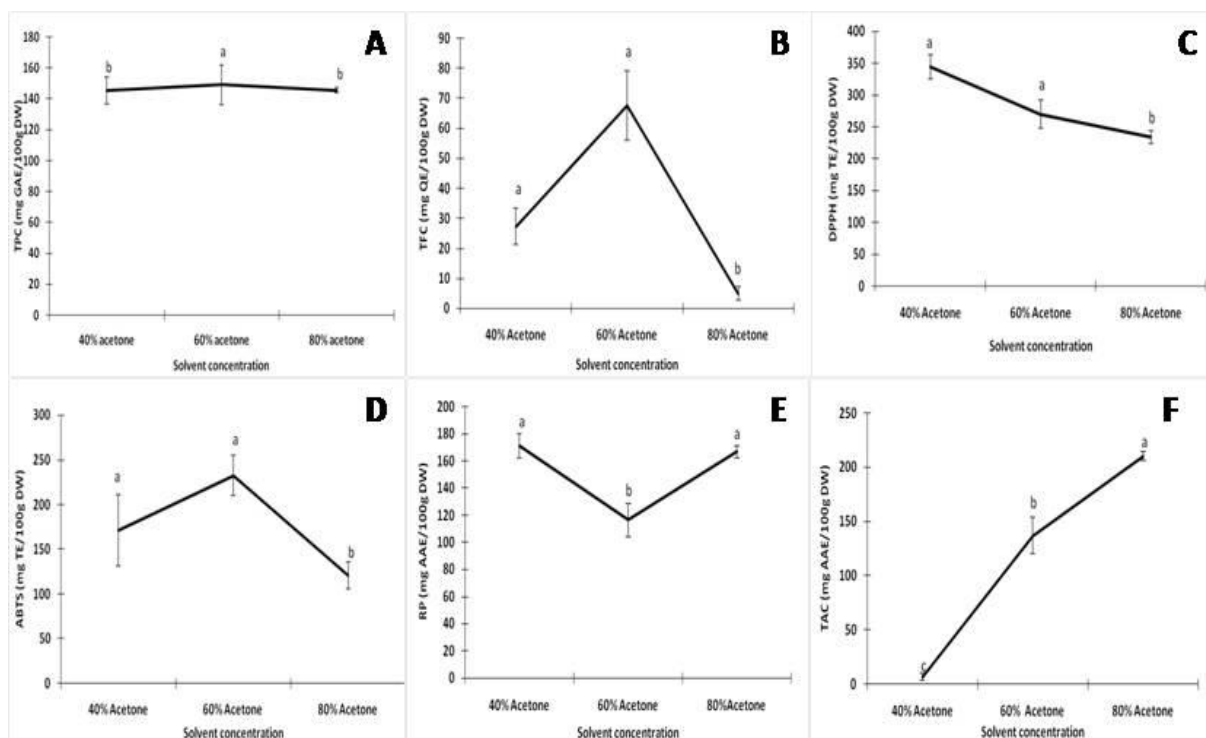 A
TPC (mg GAE/100g DW)
180
160
140
120
100
80
60
40
20
0
b
a
b
40% acetone 60% acetone 80% acetone
Solvent concentration
B
TFC (mg QE/100g DW)
90
80
70
60
50
40
30
20
10
0
a
a
b
40% Acetone 60% Acetone 80% Acetone
Solvent concentration
C
DPPH (mg TE/100g DW)
400
350
300
250
200
150
100
50
0
a
a
b
40% Acetone 60% Acetone 80% Acetone
Solvent concentration
D
ABTS (mg TE/100g DW)
300
250
200
150
100
50
0
a
a
b
40% Acetone 60% Acetone 80% Acetone
Solvent concentration
E
RP (mg AAE/100g DW)
200
180
160
140
120
100
80
60
40
20
0
a
b
a
40% Acetone 60% Acetone 80% Acetone
Solvent concentration
F
TAC (mg AAE/100g DW)
250
200
150
100
50
0
c
b
a
40% Acetone 60% Acetone 80% Acetone
Solvent concentration